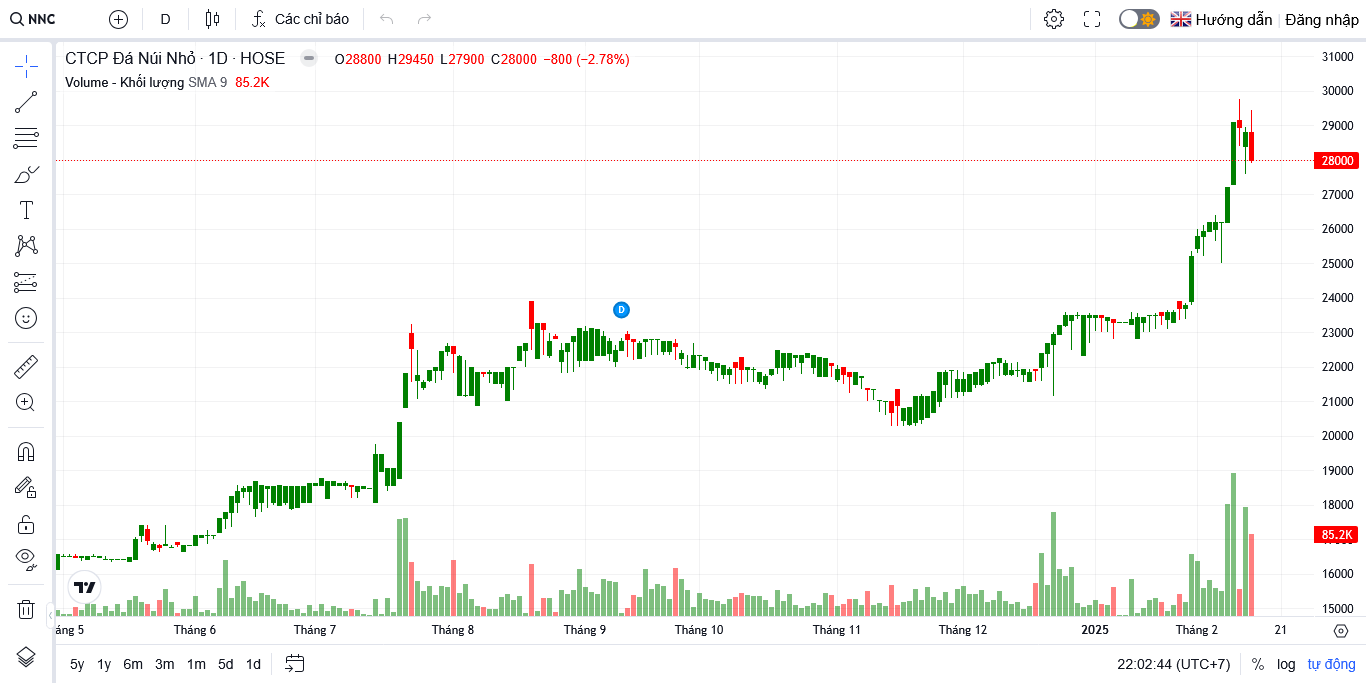 NNC D Các chỉ báo Hướng dẫn Đăng nhập
CTCP Đá Núi Nhỏ · 1D · HOSE O28800 H29450 L27900 C28000 −800 (−2.78%)
Volume - Khối lượng SMA 9 85.2K
31000
30000
29000
28000
27000
26000
25000
24000
D
23000
22000
21000
20000
19000
18000
85.2K
16000
15000
áng 5 Tháng 6 Tháng 7 Tháng 8 Tháng 9 Tháng 10 Tháng 11 Tháng 12 2025 Tháng 2 21
5y 1y 6m 3m 1m 5d 1d 22:02:44 (UTC+7) % log tự động